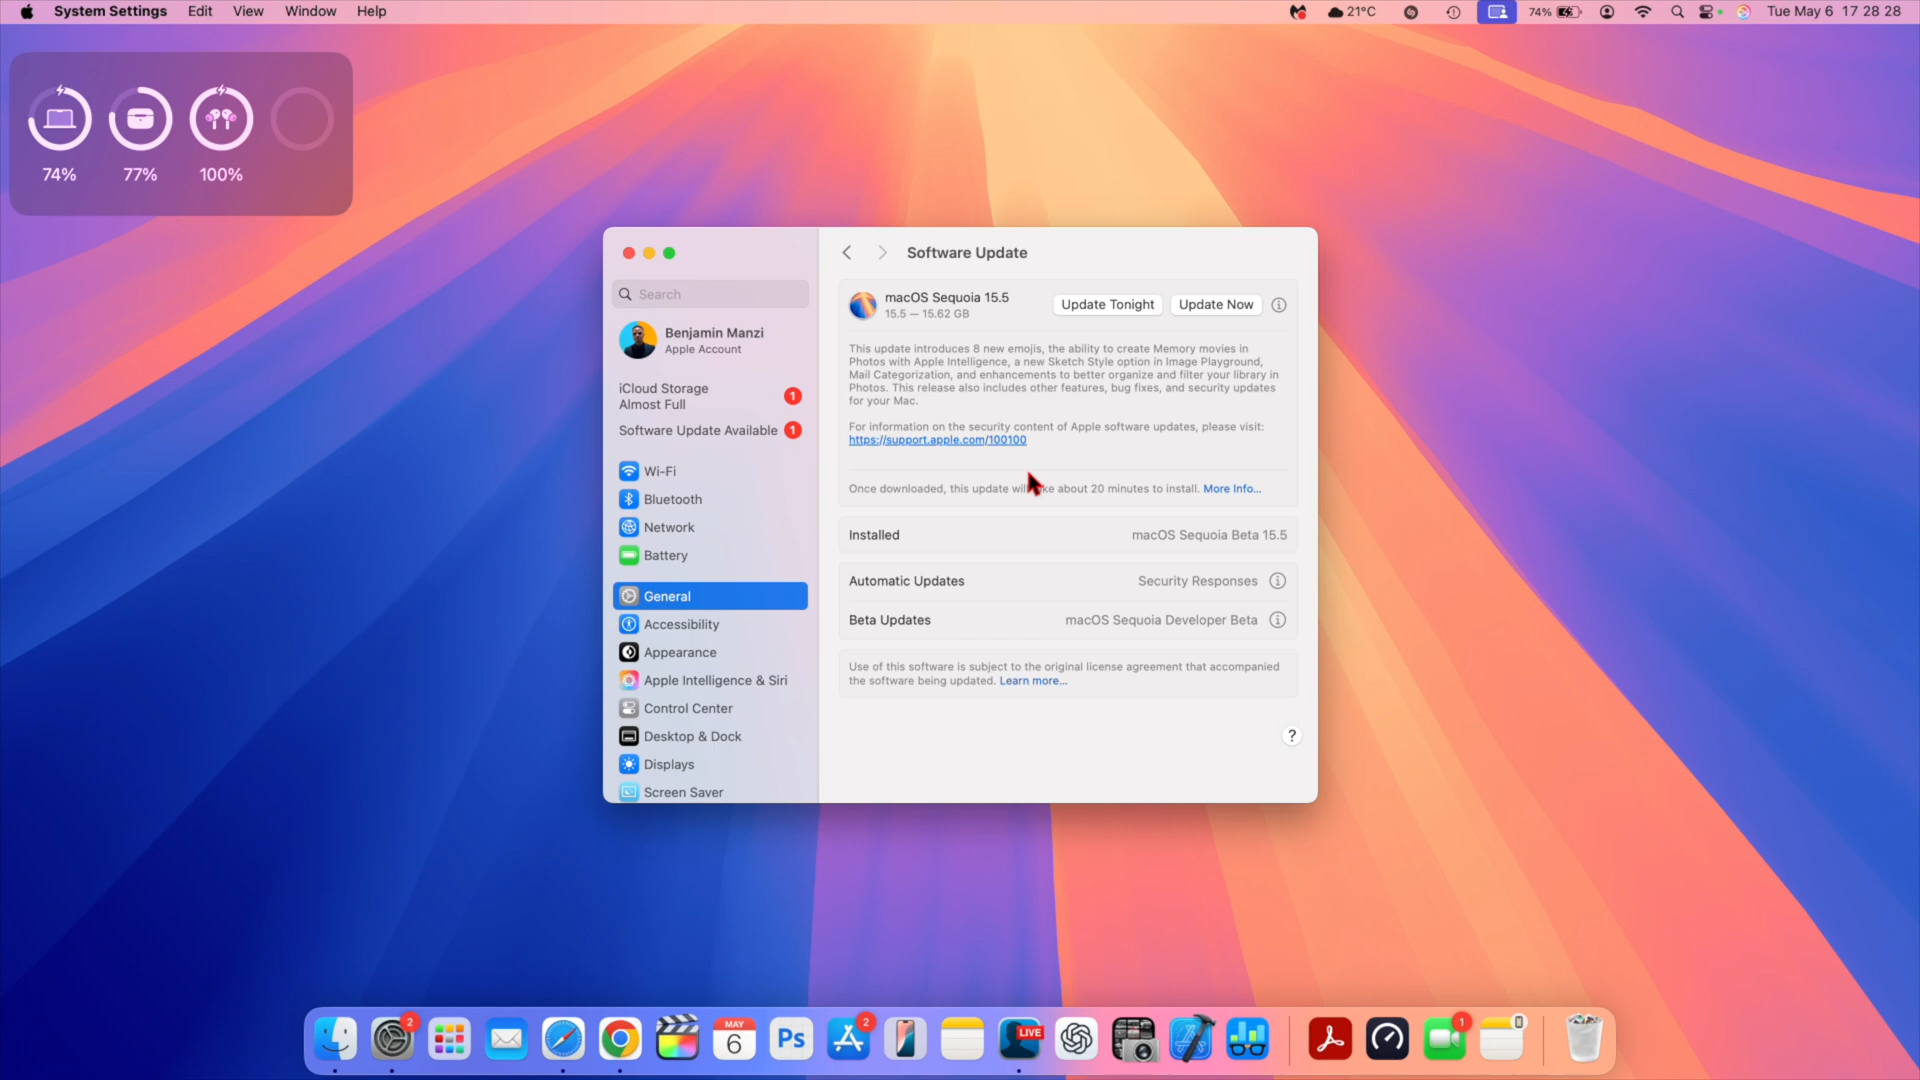 System Settings Edit View Window Help
21°C 74% Tue May 6 17 28 28
74% 77% 100%
Software Update
Search
Benjamin Manzi
Apple Account
iCloud Storage
Almost Full 1
Software Update Available 1
Wi-Fi
Bluetooth
Network
Battery
General
Accessibility
Appearance
Apple Intelligence & Siri
Control Center
Desktop & Dock
Displays
Screen Saver
macOS Sequoia 15.5
15.5 — 15.62 GB
Update Tonight Update Now
This update introduces 8 new emojis, the ability to create Memory movies in
Photos with Apple Intelligence, a new Sketch Style option in Image Playground,
Mail Categorization, and enhancements to better organize and filter your library in
Photos. This release also includes other features, bug fixes, and security updates
for your Mac.
For information on the security content of Apple software updates, please visit:
https://support.apple.com/100100
Once downloaded, this update will about 20 minutes to install. More Info...
Installed macOS Sequoia Beta 15.5
Automatic Updates Security Responses
Beta Updates macOS Sequoia Developer Beta
Use of this software is subject to the original license agreement that accompanied
the software being updated. Learn more...
?
2 MAY 6 Ps 2 LIVE 1